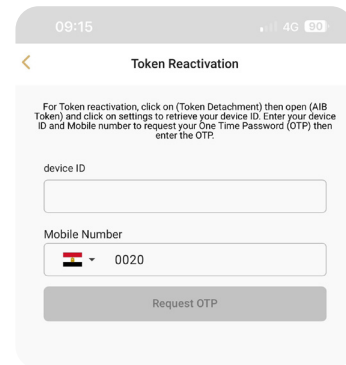 09:15
4G 90
Token Reactivation
For Token reactivation, click on (Token Detachment) then open (AIB
Token) and click on settings to retrieve your device ID. Enter your device
ID and Mobile number to request your One Time Password (OTP) then
enter the OTP.
device ID
Mobile Number
0020
Request OTP